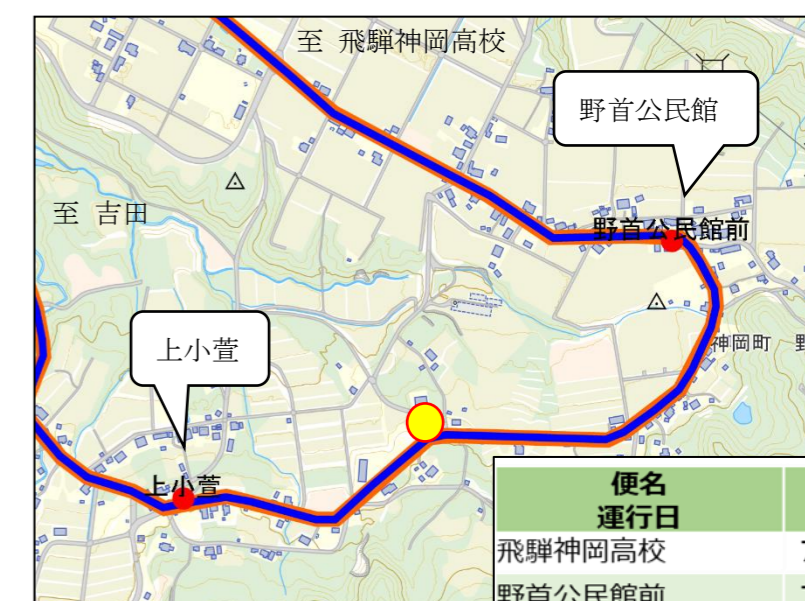 至 飛騨神岡高校
野首公民館
至 吉田
野首公民館前
上小萱
神岡町
上小萱
便名
運行日
飛騨神岡高校
野首公民館前